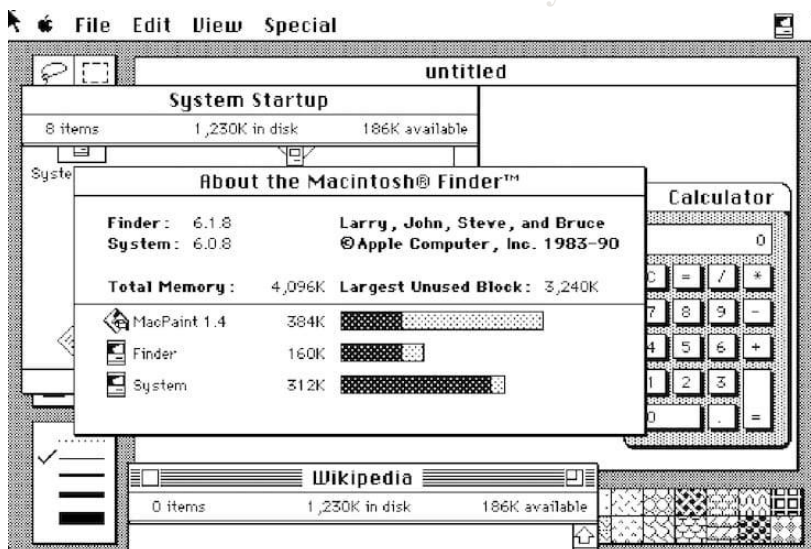 File Edit View Special
untitled
System Startup
8 items 1,230K in disk 186K available
Syste
About the Macintosh® Finder™
Finder: 6.1.8 Larry, John, Steve, and Bruce
System: 6.0.8 ©Apple Computer, Inc. 1983-90
Total Memory: 4,096K Largest Unused Block: 3,240K
MacPaint 1.4 384K
Finder 160K
System 312K
Calculator
0
C = / *
7 8 9 -
4 5 6 +
1 2 3
0 . =
Wikipedia
0 items 1,230K in disk 186K available